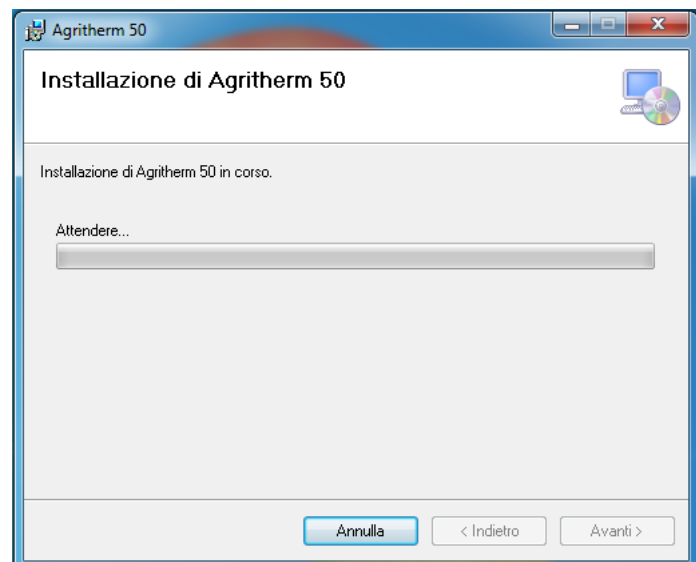 Agritherm 50
Installazione di Agritherm 50
Installazione di Agritherm 50 in corso.
Attendere...
Annulla
< Indietro
Avanti >